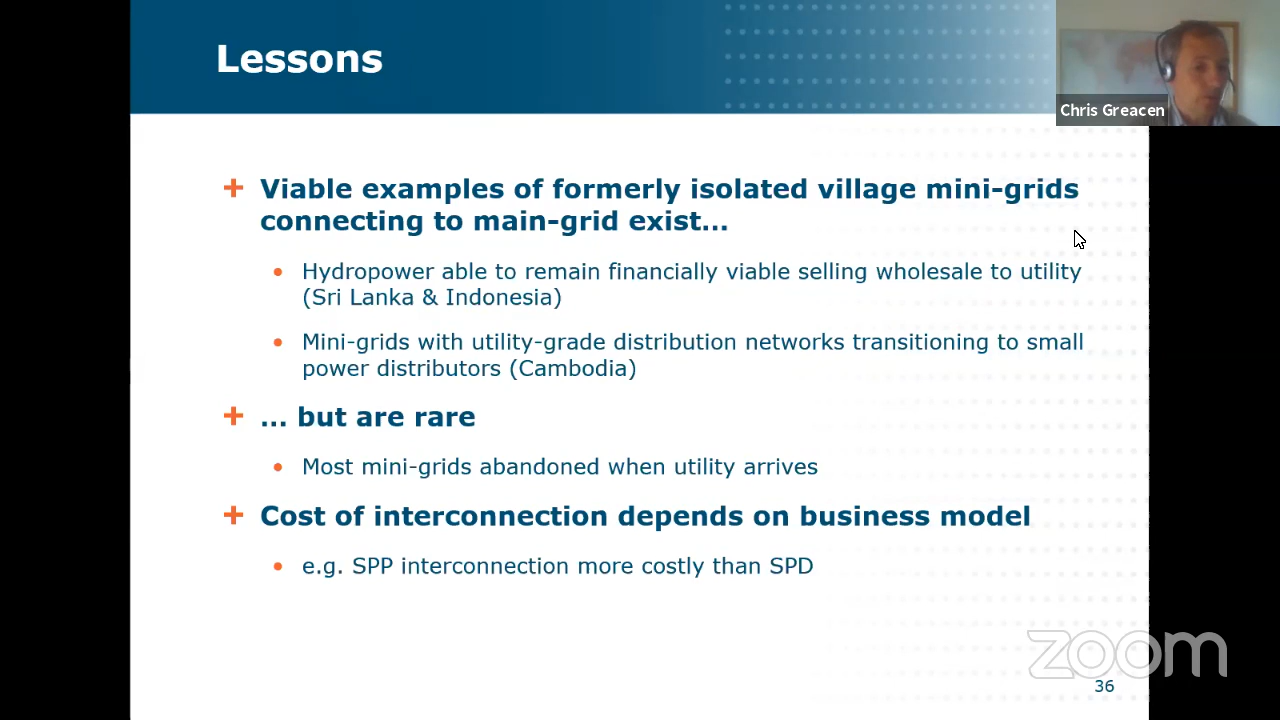 Lessons
Chris Greacen
+ Viable examples of formerly isolated village mini-grids
connecting to main-grid exist...
• Hydropower able to remain financially viable selling wholesale to utility
(Sri Lanka & Indonesia)
• Mini-grids with utility-grade distribution networks transitioning to small
power distributors (Cambodia)
+ ... but are rare
• Most mini-grids abandoned when utility arrives
+ Cost of interconnection depends on business model
• e.g. SPP interconnection more costly than SPD
zoom
36